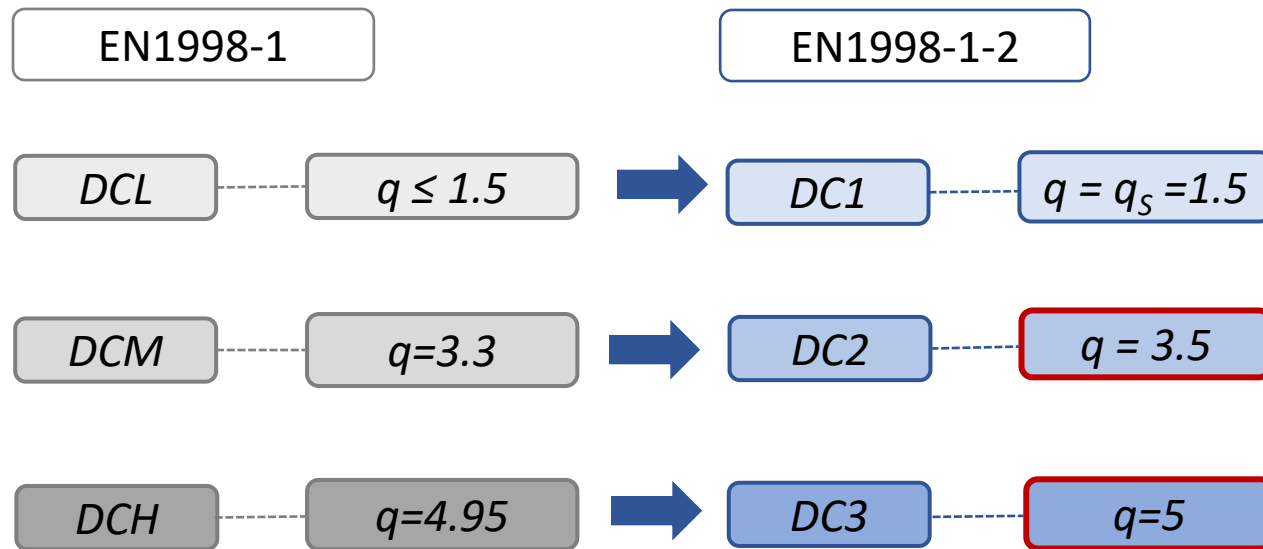 EN1998-1 EN1998-1-2
DCL q ≤ 1.5 DC1 q = qS =1.5
DCM q=3.3 DC2 q = 3.5
DCH q=4.95 DC3 q=5